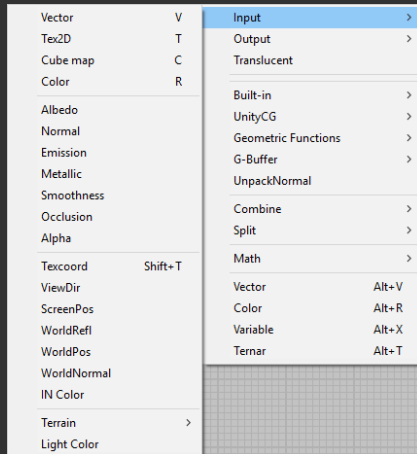 Vector V
Tex2D T
Cube map C
Color R
Albedo
Normal
Emission
Metallic
Smoothness
Occlusion
Alpha
Texcoord Shift+T
ViewDir
ScreenPos
WorldRefl
WorldPos
WorldNormal
IN Color
Terrain >
Light Color
Input >
Output >
Translucent
Built-in >
UnityCG >
Geometric Functions >
G-Buffer >
UnpackNormal
Combine >
Split >
Math >
Vector Alt+V
Color Alt+R
Variable Alt+X
Ternar Alt+T